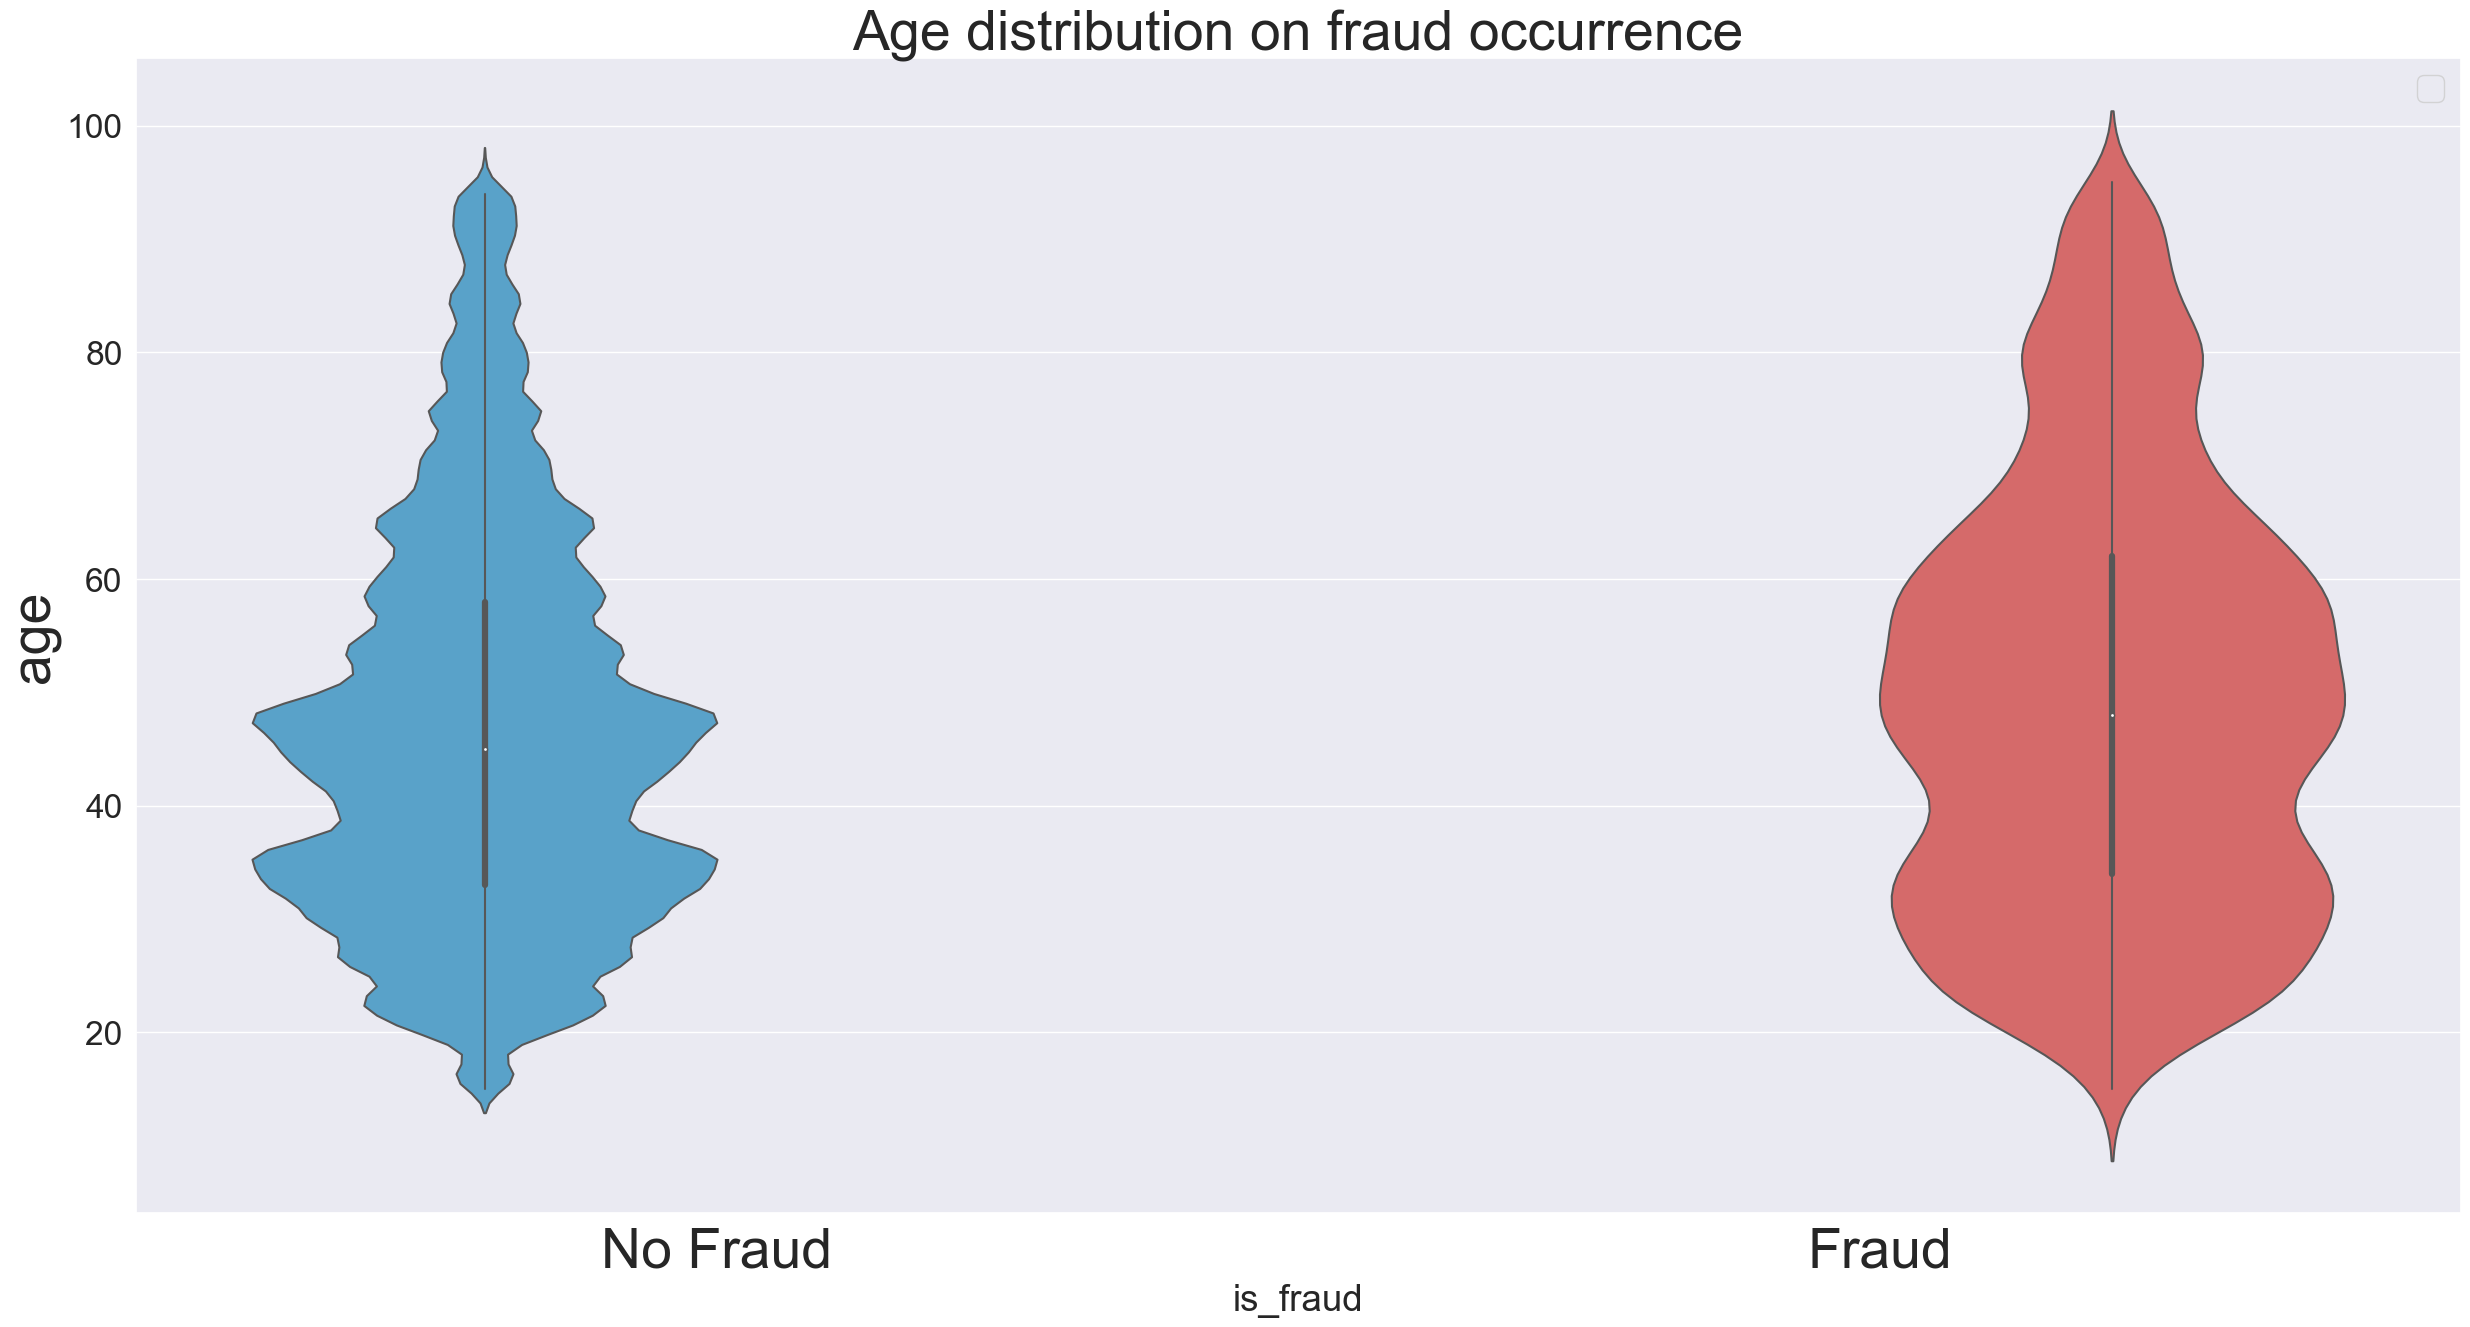 Age distribution on fraud occurrence
100
80
60
40
20
age
No Fraud
Fraud
is_fraud